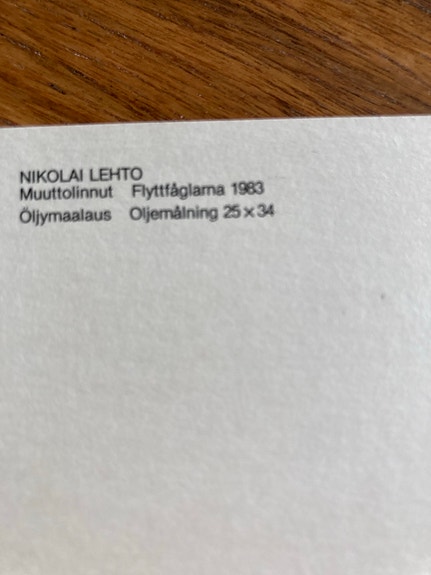 NIKOLAI LEHTO
Muuttolinnut Flyttfåglarna 1983
Öljymaalaus Oljemålning 25 x 34